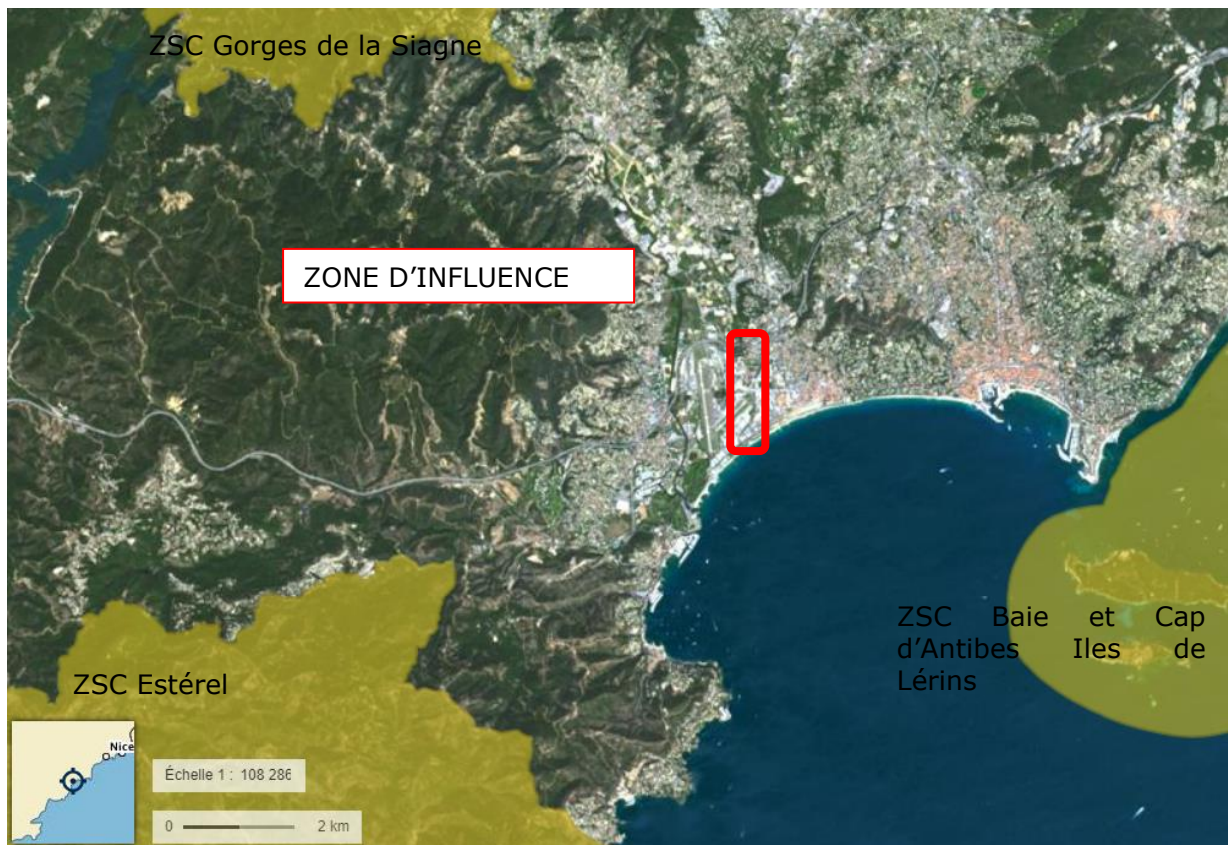 ZSC Gorges de la Siagne
ZONE D’INFLUENCE
ZSC Baie et Cap
d’Antibes Iles de
Lérins
ZSC Estérel
Nice
Échelle 1 : 108 286
0 2 km